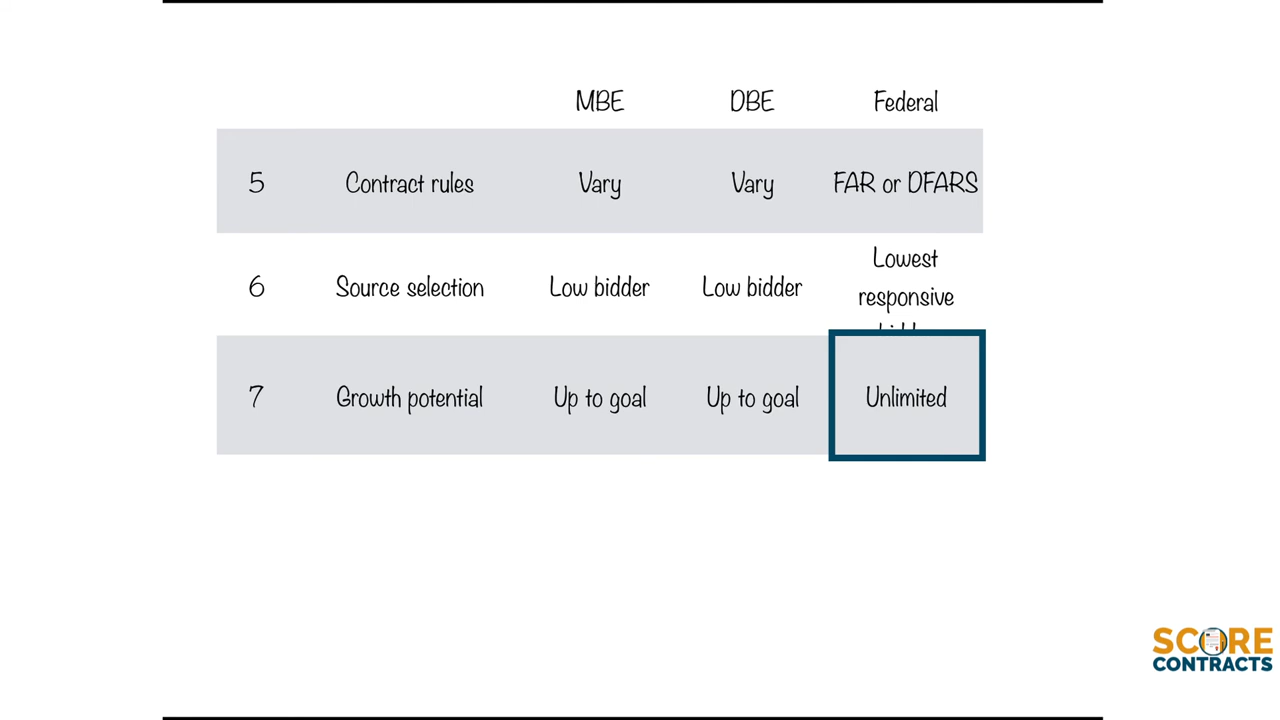 MBE DBE Federal
5 Contract rules Vary Vary FAR or DFARS
6 Source selection Low bidder Low bidder Lowest
responsive
7 Growth potential Up to goal Up to goal Unlimited
SCORE
CONTRACTS